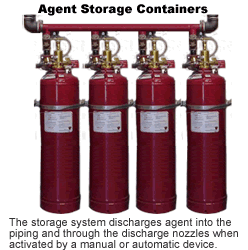 Agent Storage Containers
The storage system discharges agent into the
piping and through the discharge nozzles when
activated by a manual or automatic device.